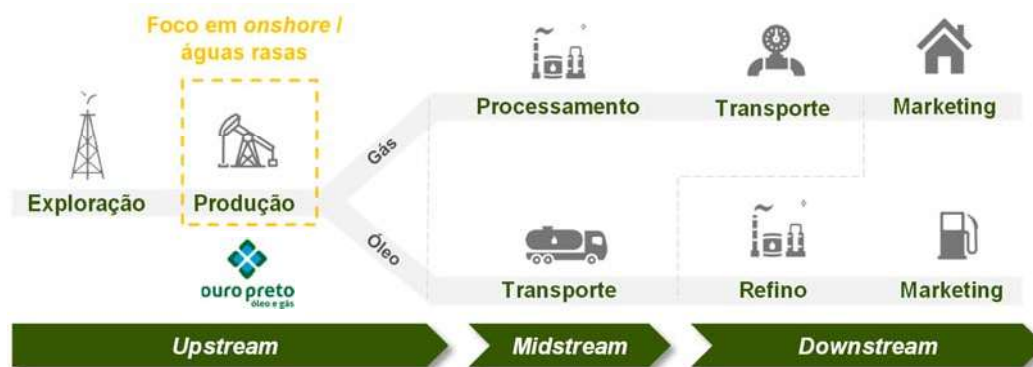 Foco em onshore /
águas rasas
Exploração
Produção
ouro preto
óleo e gás
Gás
Processamento
Transporte
Marketing
Óleo
Transporte
Refino
Marketing
Upstream
Midstream
Downstream